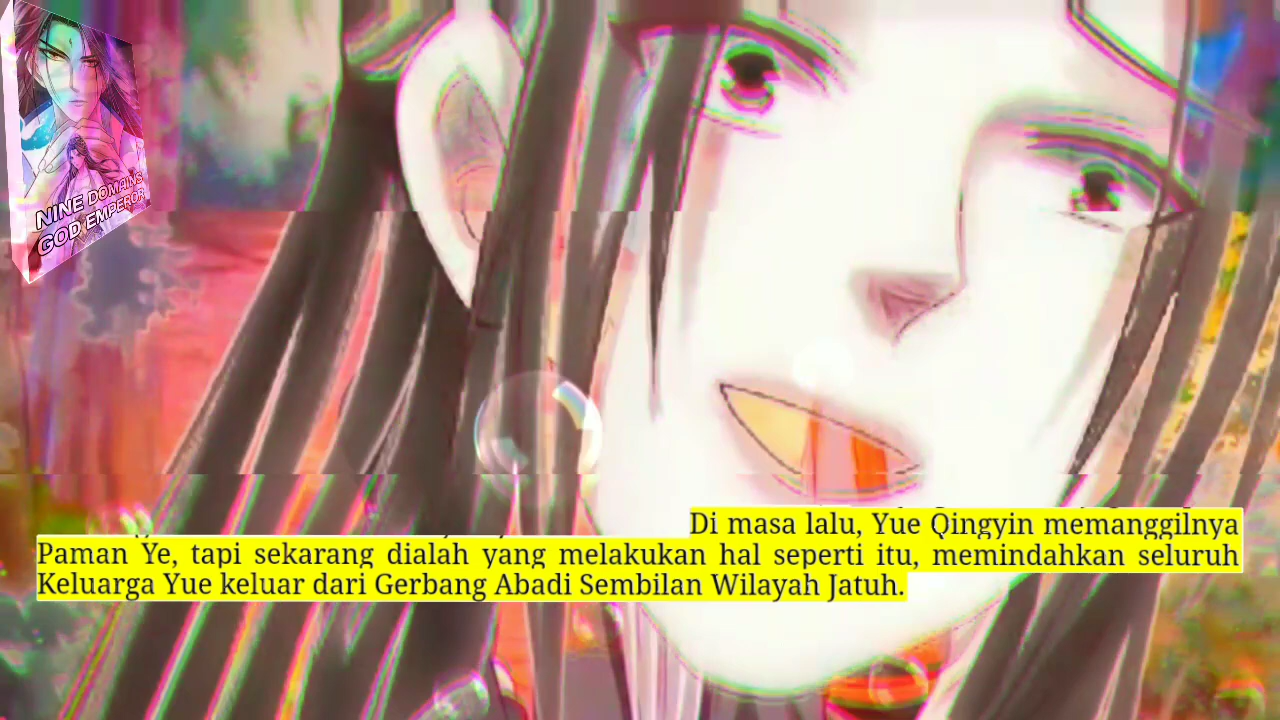 NINE DOMAINS
GOD EMPEROR
Di masa lalu, Yue Qingyin memanggilnya
Paman Ye, tapi sekarang dialah yang melakukan hal seperti itu, memindahkan seluruh
Keluarga Yue keluar dari Gerbang Abadi Sembilan Wilayah Jatuh.